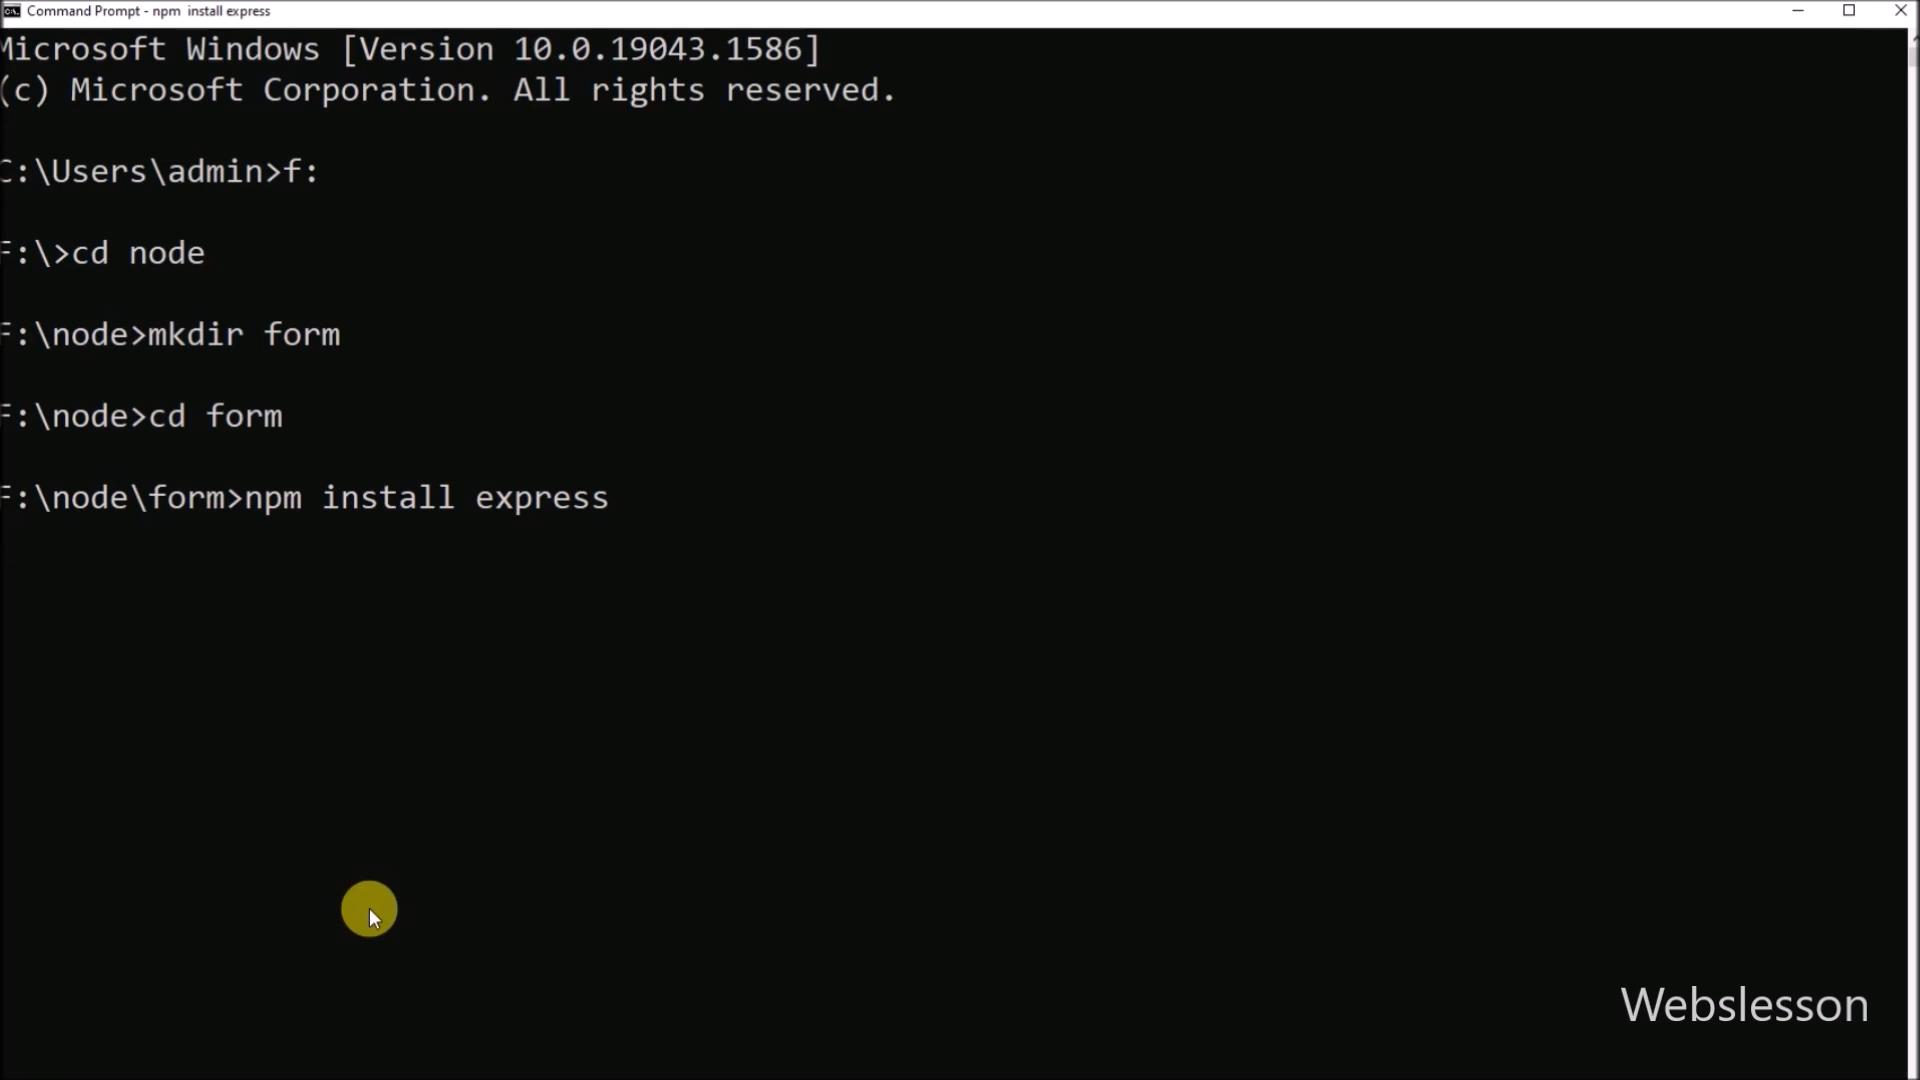 Command Prompt - npm install express
Microsoft Windows [Version 10.0.19043.1586]
(c) Microsoft Corporation. All rights reserved.
C:\Users\admin>f:
F:\>cd node
F:\node>mkdir form
F:\node>cd form
F:\node\form>npm install express
Webslesson